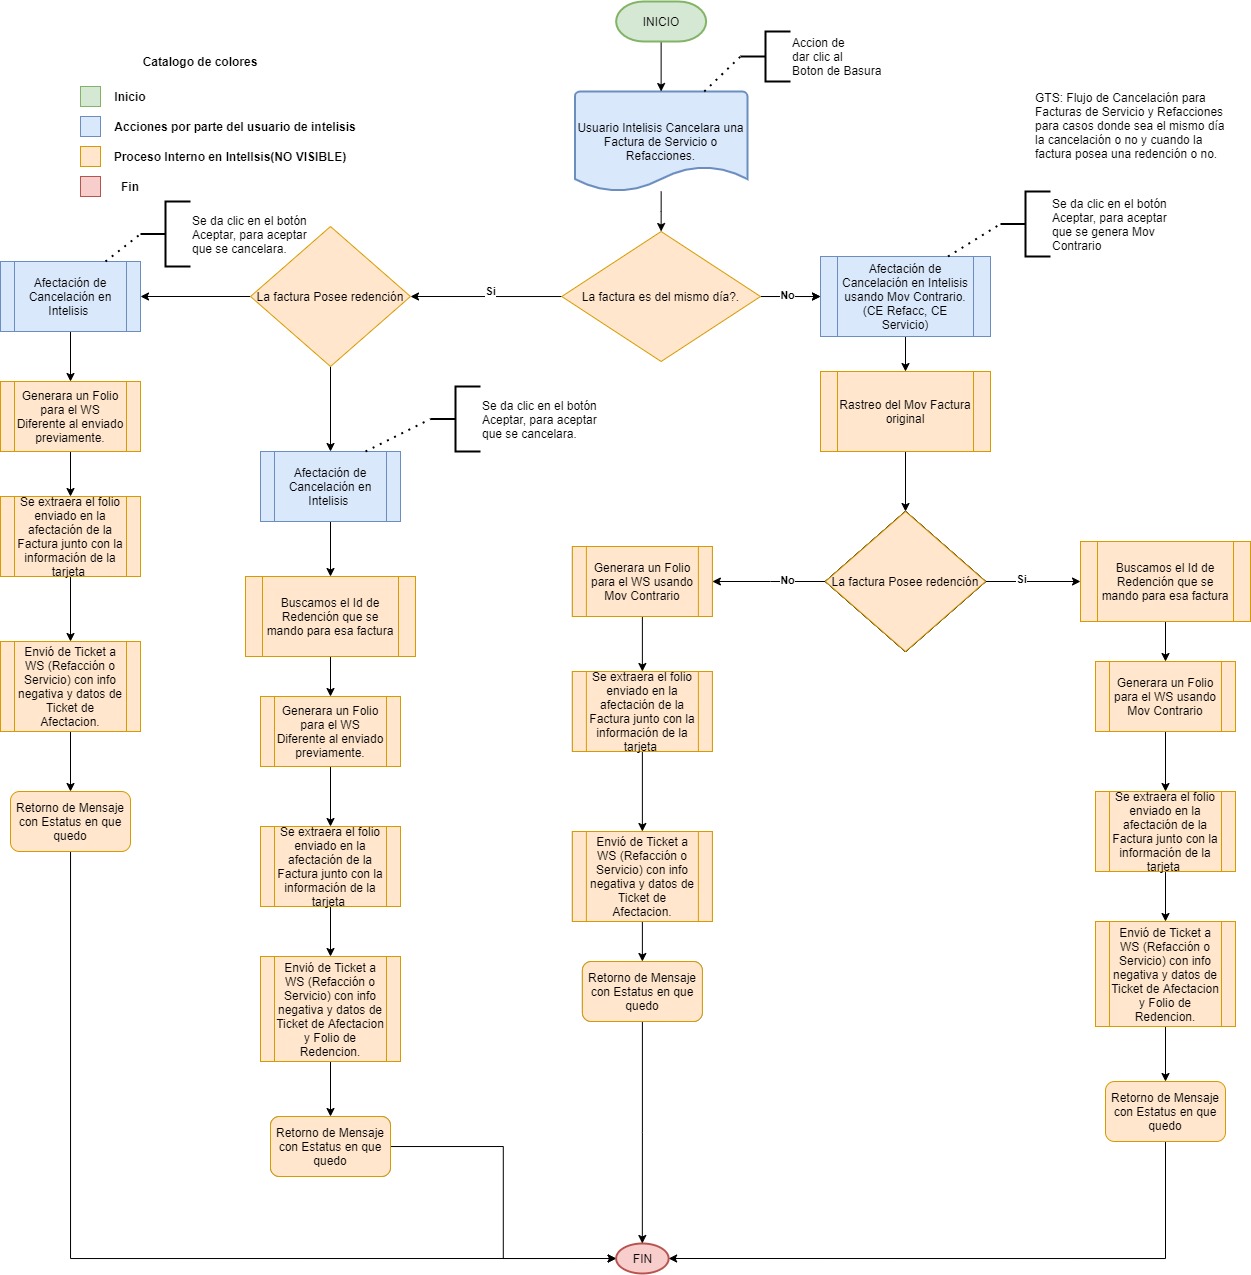 INICIO
Accion de
dar clic al
Boton de Basura
Catalogo de colores
Inicio
Acciones por parte del usuario de intelisis
Proceso Interno en Intellsis(NO VISIBLE)
Fin
GTS: Flujo de Cancelación para
Facturas de Servicio y Refacciones
para casos donde sea el mismo día
la cancelación o no y cuando la
factura posea una redención o no.
Usuario Intelisis Cancelara una
Factura de Servicio o
Refacciones.
Se da clic en el botón
Aceptar, para aceptar
que se cancelara.
Se da clic en el botón
Aceptar, para aceptar
que se genera Mov
Contrario
Afectación de
Cancelación en
Intelisis
La factura Posee redención
Si
La factura es del mismo día?.
No
Afectación de
Cancelación en Intelisis
usando Mov Contrario.
(CE Refacc, CE
Servicio)
Generara un Folio
para el WS
Diferente al enviado
previamente.
Se da clic en el botón
Aceptar, para aceptar
que se cancelara.
Rastreo del Mov Factura
original
Afectación de
Cancelación en
Intelisis
Se extraera el folio
enviado en la
afectación de la
Factura junto con la
información de la
tarjeta
Generara un Folio
para el WS usando
Mov Contrario
No
La factura Posee redención
Si
Buscamos el Id de
Redención que se
mando para esa factura
Buscamos el Id de
Redención que se
mando para esa factura
Envió de Ticket a
WS (Refacción o
Servicio) con info
negativa y datos de
Ticket de
Afectacion.
Generara un Folio
para el WS
Diferente al enviado
previamente.
Se extraera el folio
enviado en la
afectación de la
Factura junto con la
información de la
tarjeta
Generara un Folio
para el WS usando
Mov Contrario
Retorno de Mensaje
con Estatus en que
quedo
Se extraera el folio
enviado en la
afectación de la
Factura junto con la
información de la
tarjeta
Envió de Ticket a
WS (Refacción o
Servicio) con info
negativa y datos de
Ticket de
Afectacion.
Se extraera el folio
enviado en la
afectación de la
Factura junto con la
información de la
tarjeta
Envió de Ticket a
WS (Refacción o
Servicio) con info
negativa y datos de
Ticket de Afectacion
y Folio de
Redencion.
Retorno de Mensaje
con Estatus en que
quedo
Envió de Ticket a
WS (Refacción o
Servicio) con info
negativa y datos de
Ticket de Afectacion
y Folio de
Redencion.
Retorno de Mensaje
con Estatus en que
quedo
Retorno de Mensaje
con Estatus en que
quedo
FIN